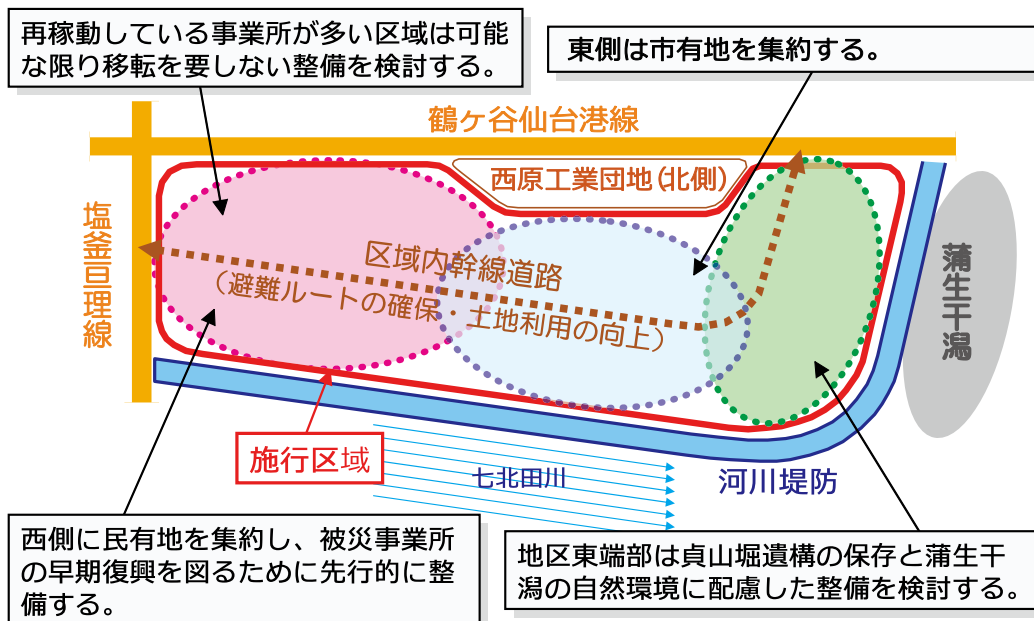 再稼動している事業所が多い区域は可能
な限り移転を要しない整備を検討する。
東側は市有地を集約する。
鶴ヶ谷仙台港線
西原工業団地(北側)
塩釜亘理線
区域内幹線道路
(避難ルートの確保・土地利用の向上)
蒲生干潟
施行区域
七北田川
河川堤防
西側に民有地を集約し、被災事業所
の早期復興を図るために先行的に整
備する。
地区東端部は貞山堀遺構の保存と蒲生干
潟の自然環境に配慮した整備を検討する。